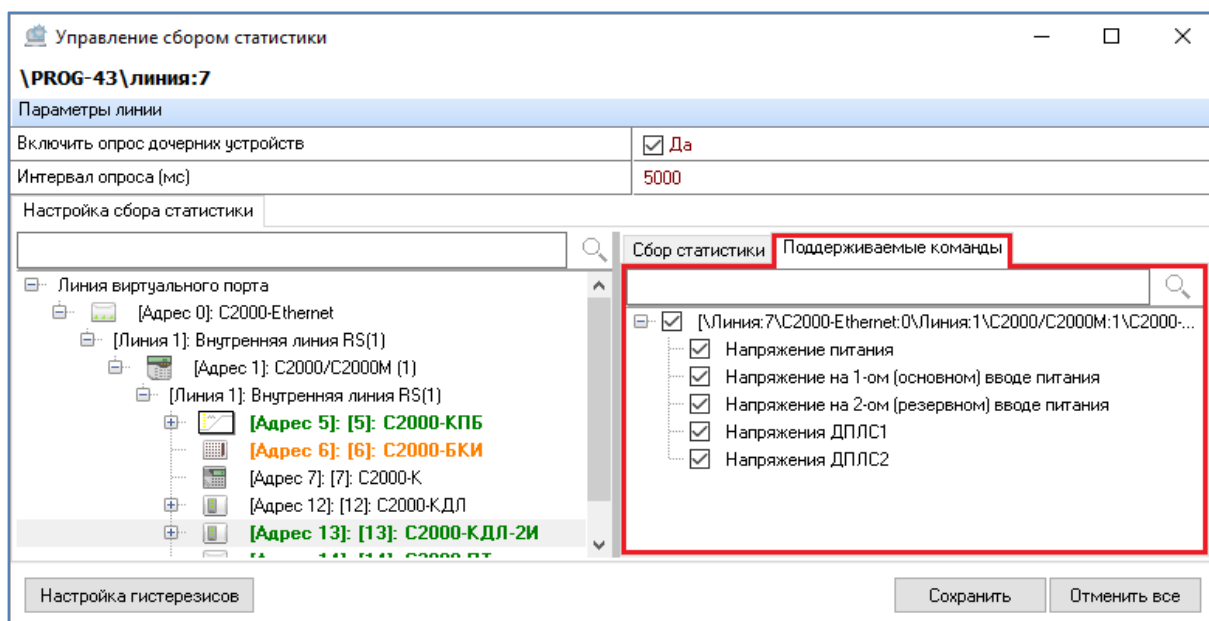 Управление сбором статистики
\PROG-43\линия:7
Параметры линии
Включить опрос дочерних устройств
Да
Интервал опроса (мс)
5000
Настройка сбора статистики
Линия виртуального порта
[Адрес 0]: С2000-Ethernet
[Линия 1]: Внутренняя линия RS(1)
[Адрес 1]: С2000/С2000М (1)
[Линия 1]: Внутренняя линия RS(1)
[Адрес 5]: [5]: С2000-КПБ
[Адрес 6]: [6]: С2000-БКИ
[Адрес 7]: [7]: С2000-К
[Адрес 12]: [12]: С2000-КДЛ
[Адрес 13]: [13]: С2000-КДЛ-2И
Сбор статистики
Поддерживаемые команды
[\Линия:7\С2000-Ethernet:0\Линия:1\С2000/С2000М:1\С2000-...
Напряжение питания
Напряжение на 1-ом (основном) вводе питания
Напряжение на 2-ом (резервном) вводе питания
Напряжения ДПЛС1
Напряжения ДПЛС2
Настройка гистерезисов
Сохранить
Отменить все